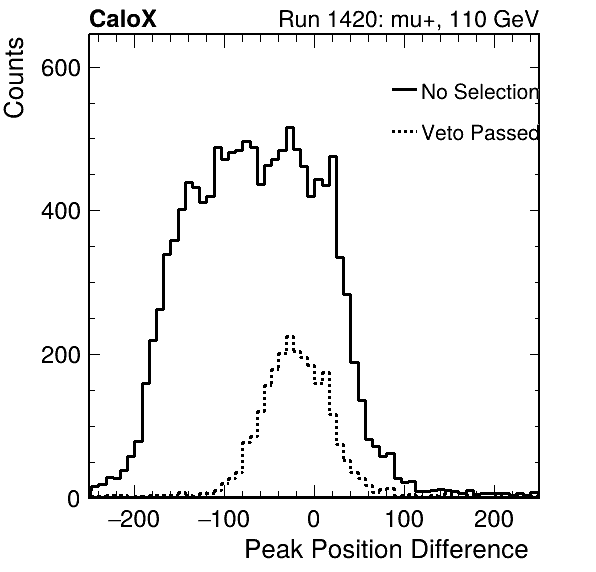 CaloX Run 1420: mu+, 110 GeV
Counts
600
400
200
0
No Selection
Veto Passed
−200 −100 0 100 200
Peak Position Difference